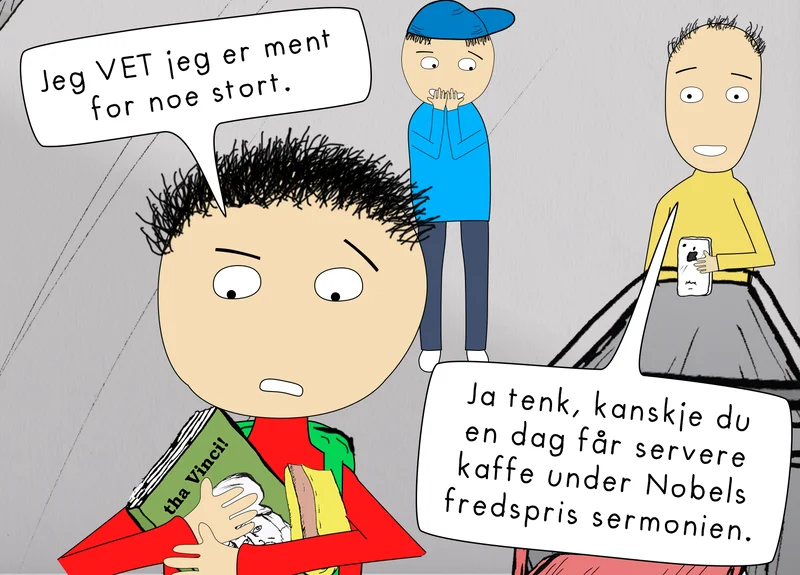 Jeg VET jeg er ment
for noe stort.
tha Vinci!
Ja tenk, kanskje du
en dag får servere
kaffe under Nobels
fredspris sermonien.